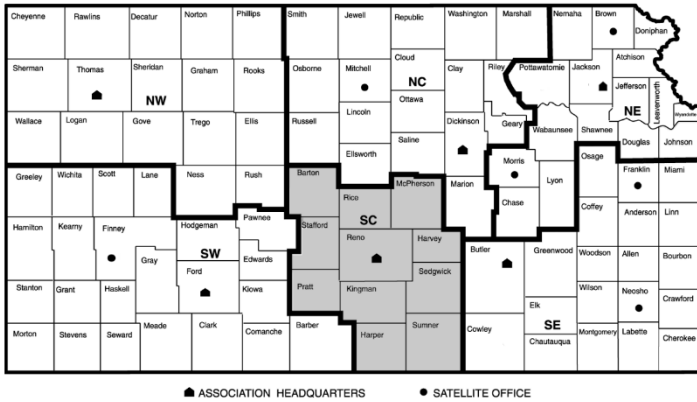 Cheyenne Rawlins Decatur Norton Phillips Smith Jewell Republic Washington Marshall Nemaha Brown
Doniphan
Sherman Thomas Sheridan Graham Rooks Osborne Mitchell Cloud Clay Riley Pottawatomie Jackson Atchison
NW NC Jefferson Leavenworth
NE Wyandotte
Wallace Logan Gove Trego Ellis Russell Lincoln Ottawa Dickinson Geary Wabaunsee Shawnee Douglas Johnson
Ellsworth Saline Morris
Greeley Wichita Scott Lane Ness Rush Barton Rice McPherson Marion Chase Lyon Osage Franklin Miami
Hamilton Kearny Finney Hodgeman Pawnee Stafford SC Coffey Anderson Linn
SW
Gray Ford Edwards Reno Harvey Butler Greenwood Woodson Allen Bourbon
Stanton Grant Haskell Kiowa Pratt Kingman Sedgwick Elk Wilson Neosho Crawford
SE
Morton Stevens Seward Meade Clark Comanche Barber Harper Sumner Cowley Chautauqua Montgomery Labette Cherokee
ASSOCIATION HEADQUARTERS SATELLITE OFFICE